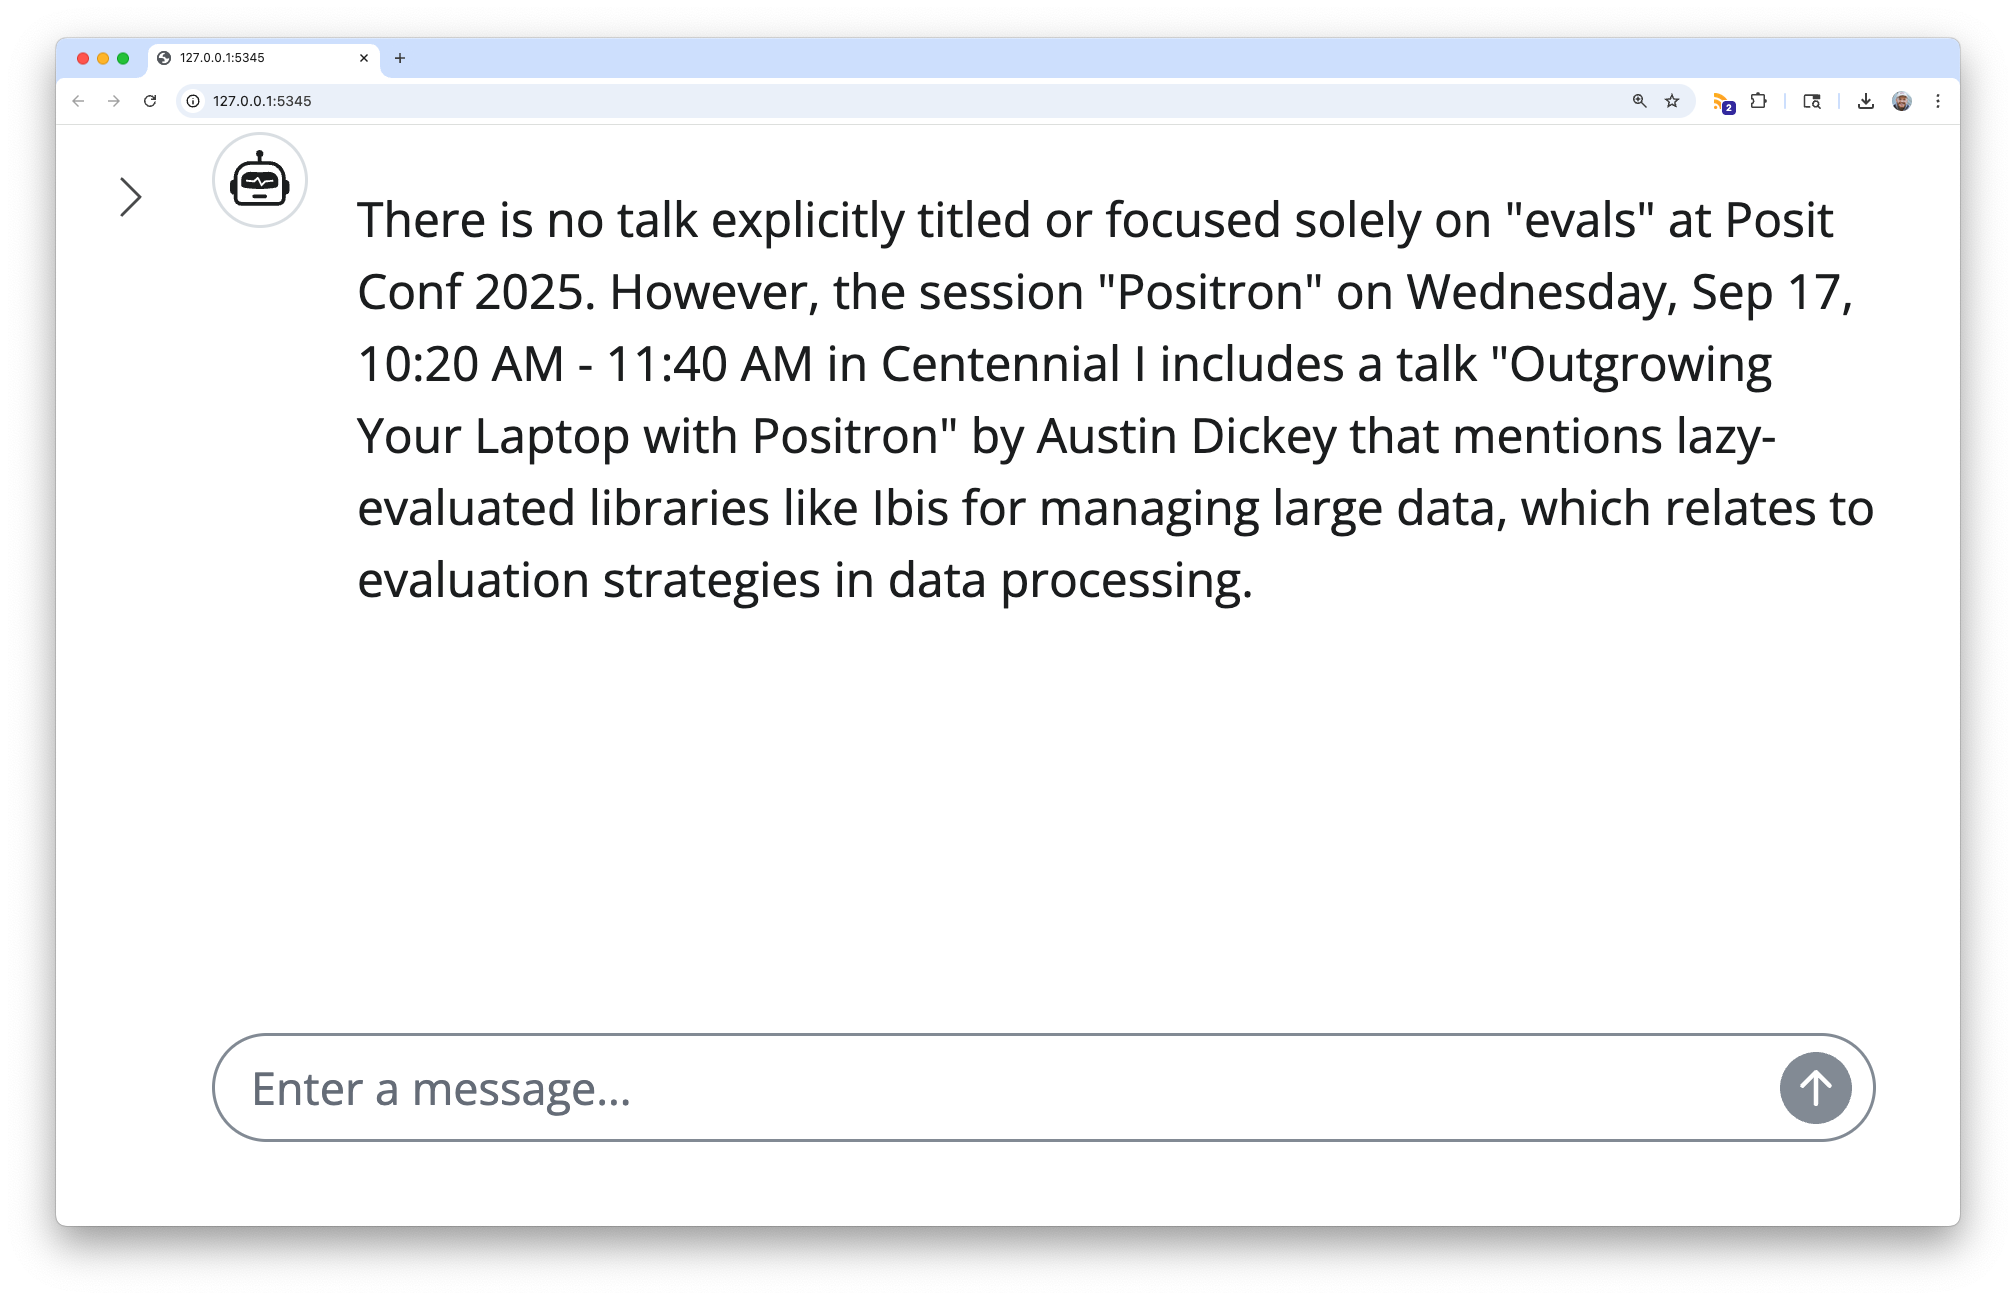 127.0.0.1:5345
127.0.0.1:5345
2
There is no talk explicitly titled or focused solely on "evals" at Posit
Conf 2025. However, the session "Positron" on Wednesday, Sep 17,
10:20 AM - 11:40 AM in Centennial I includes a talk "Outgrowing
Your Laptop with Positron" by Austin Dickey that mentions lazy-
evaluated libraries like Ibis for managing large data, which relates to
evaluation strategies in data processing.
Enter a message...